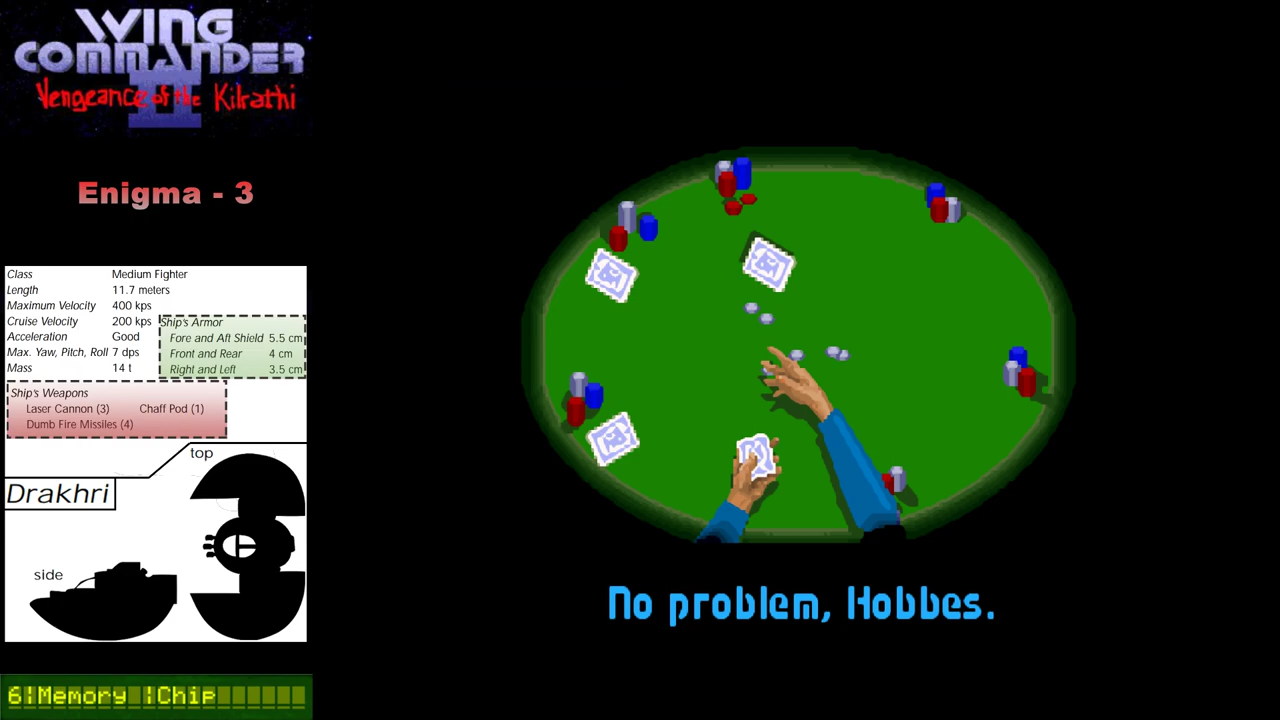 WING
COMMANDER
II
Vengeance of the Kilrathi
Enigma - 3
Class Medium Fighter
Length 11.7 meters
Maximum Velocity 400 kps
Cruise Velocity 200 kps
Acceleration Good
Max. Yaw, Pitch, Roll 7 dps
Mass 14 t
Ship's Armor
Fore and Aft Shield 5.5 cm
Front and Rear 4 cm
Right and Left 3.5 cm
Ship's Weapons
Laser Cannon (3) Chaff Pod (1)
Dumb Fire Missiles (4)
top
Drakhri
side
6|Memory |Chip
No problem, Hobbes.